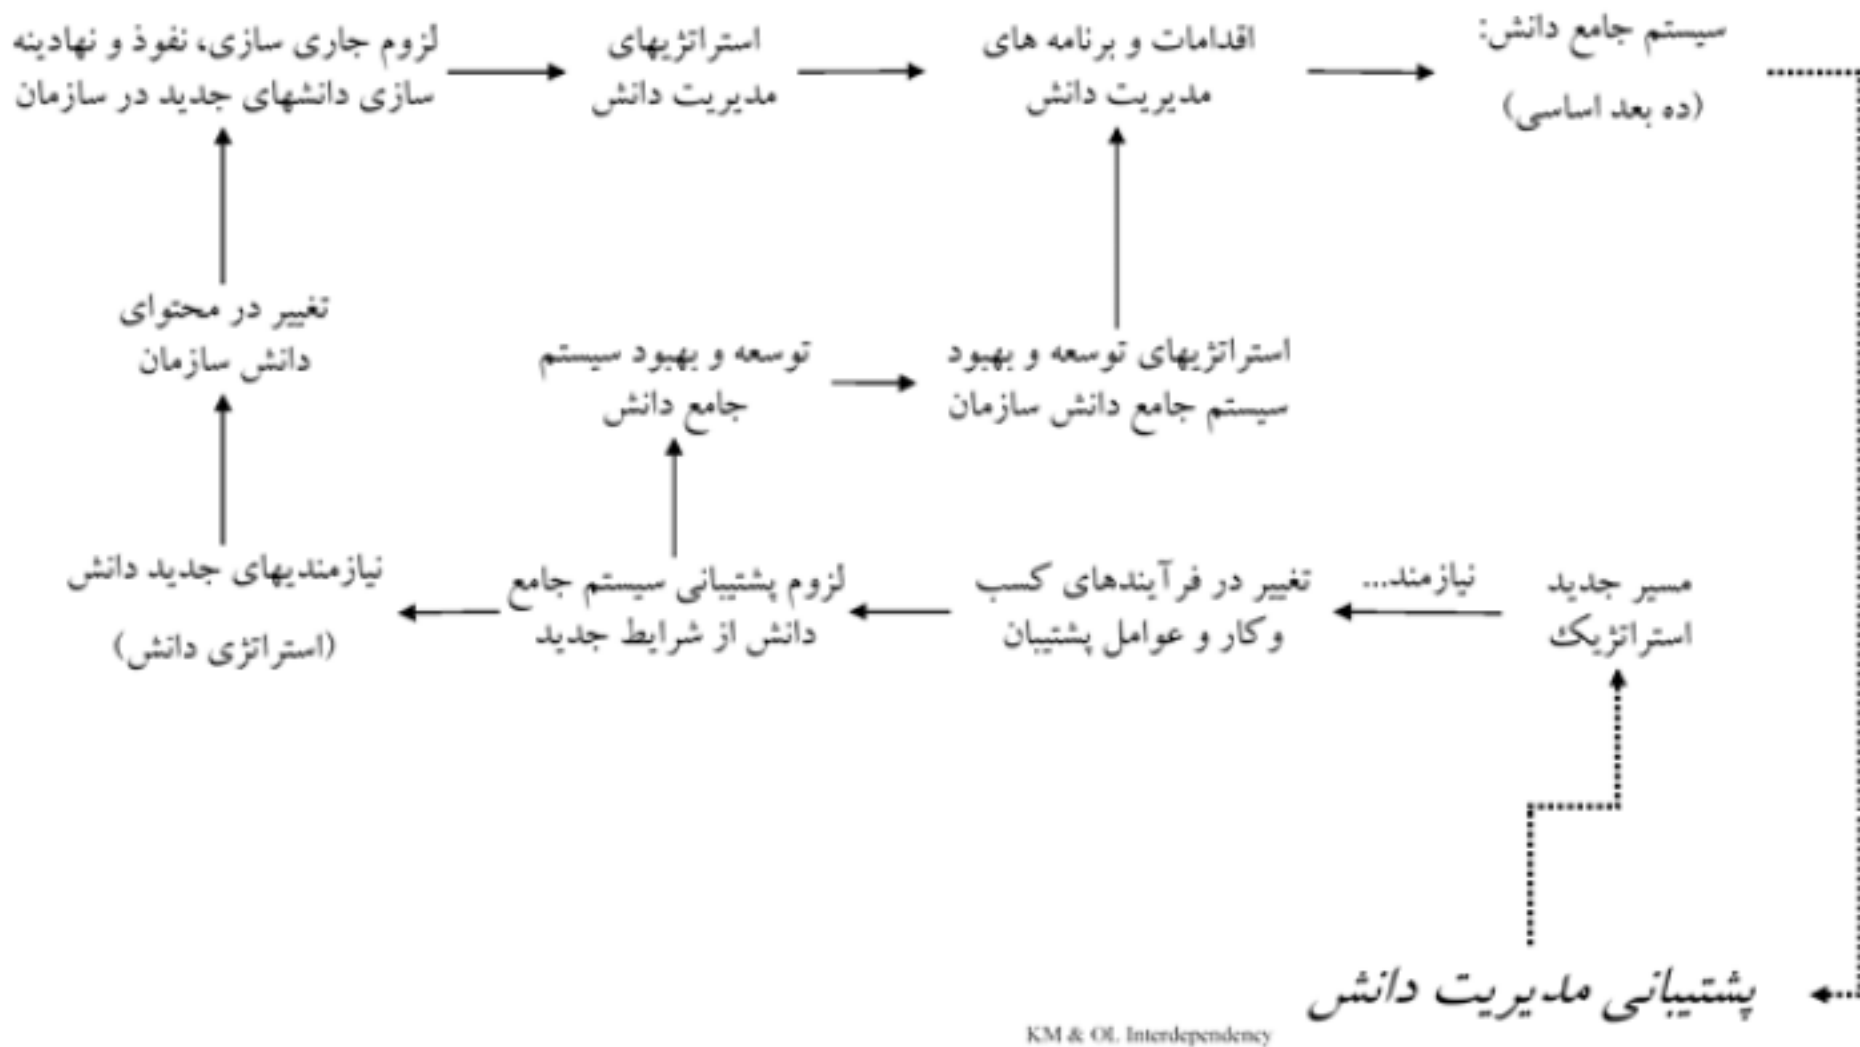 سیستم جامع دانش:
(ده بعد اساسی)
اقدامات و برنامه های
مدیریت دانش
استراتژیهای
مدیریت دانش
لزوم جاری سازی، نفوذ و نهادینه
سازی دانشهای جدید در سازمان
استراتژیهای توسعه و بهبود
سیستم جامع دانش سازمان
توسعه و بهبود سیستم
جامع دانش
تغییر در محتوای
دانش سازمان
مسیر جدید
استراتژیک
نیازمند...
تغییر در فرآیندهای کسب
وکار و عوامل پشتیبان
لزوم پشتیبانی سیستم جامع
دانش از شرایط جدید
نیازمندیهای جدید دانش
(استراتژی دانش)
پشتیبانی مدیریت دانش
KM & OL Interdependency